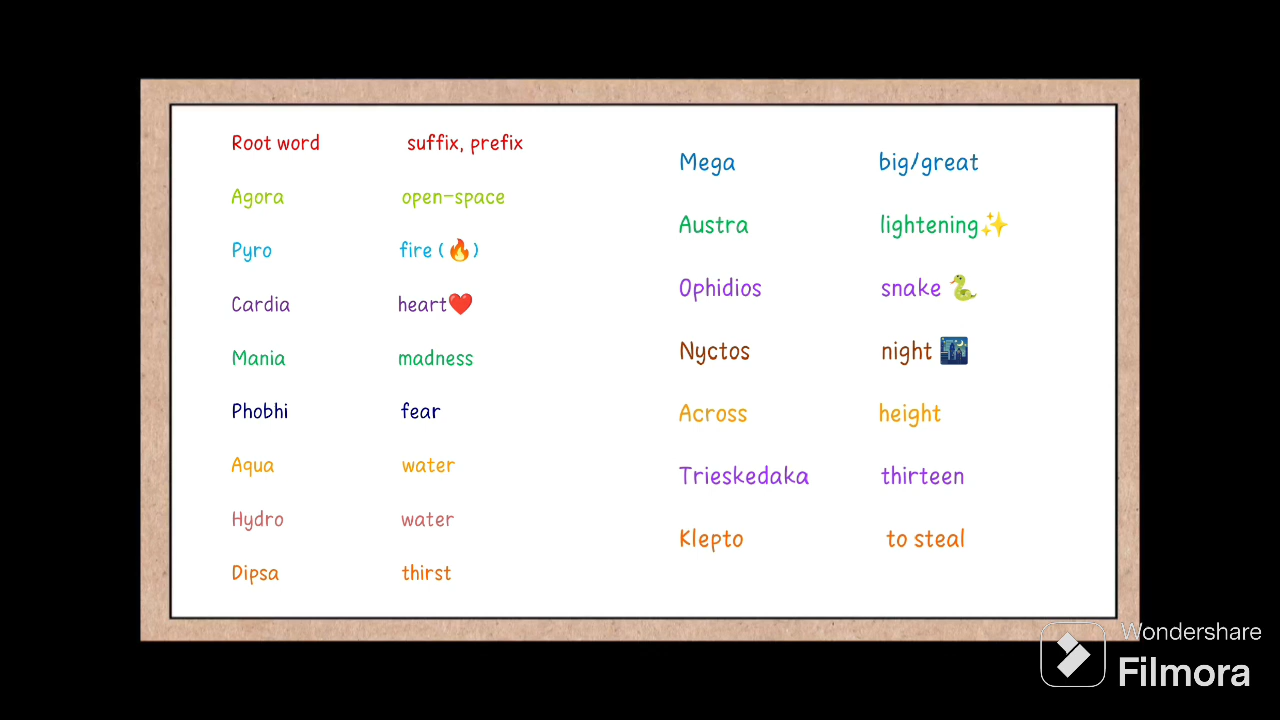 Root word suffix, prefix
Agora open-space
Pyro fire (🔥)
Cardia heart❤️
Mania madness
Phobhi fear
Aqua water
Hydro water
Dipsa thirst
Mega big/great
Austra lightening✨
Ophidios snake 🐍
Nyctos night 🌃
Across height
Trieskedaka thirteen
Klepto to steal
Wondershare
Filmora